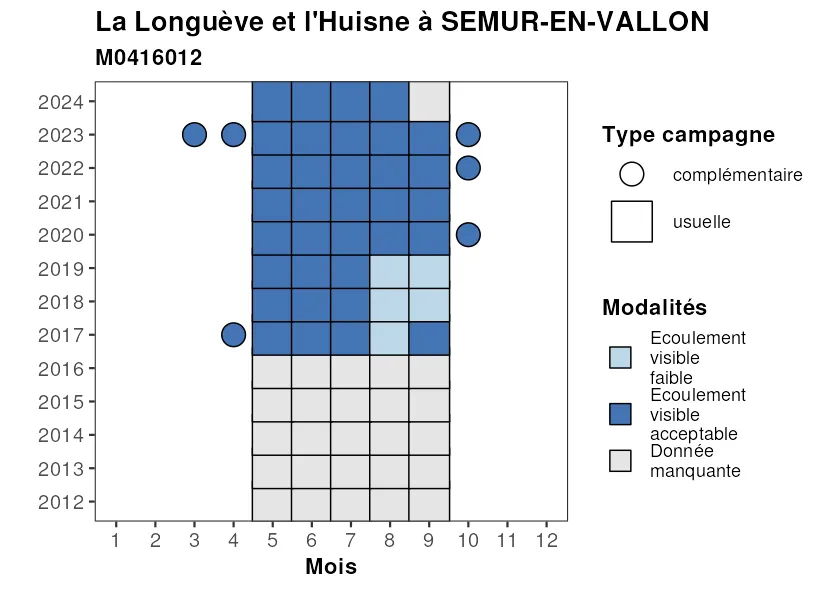 La Longuève et l'Huisne à SEMUR-EN-VALLON
M0416012
2024
2023
2022
2021
2020
2019
2018
2017
2016
2015
2014
2013
2012
1 2 3 4 5 6 7 8 9 10 11 12
Mois
Type campagne
complémentaire
usuelle
Modalités
Ecoulement
visible
faible
Ecoulement
visible
acceptable
Donnée
manquante